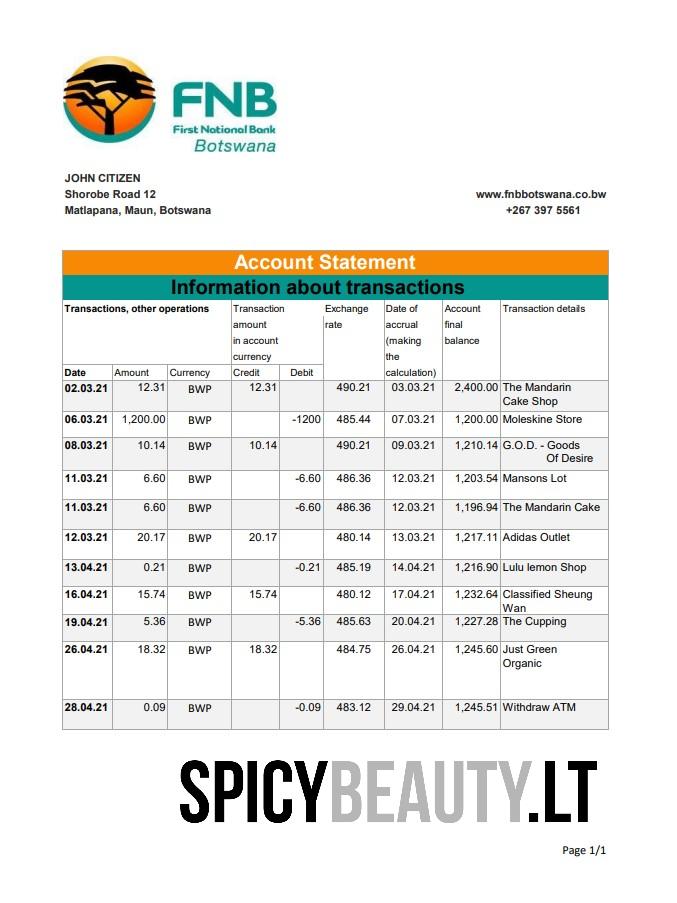 FNB
First National Bank
Botswana
JOHN CITIZEN
Shorobe Road 12
Matlapana, Maun, Botswana
www.fnbbotswana.co.bw
+267 397 5561
Account Statement
Information about transactions
Transactions, other operations Transaction amount in account currency Exchange rate Date of accrual (making the calculation) Account final balance Transaction details
Date Amount Currency Credit Debit
02.03.21 12.31 BWP 12.31 490.21 03.03.21 2,400.00 The Mandarin
Cake Shop
06.03.21 1,200.00 BWP -1200 485.44 07.03.21 1,200.00 Moleskine Store
08.03.21 10.14 BWP 10.14 490.21 09.03.21 1,210.14 G.O.D. - Goods
Of Desire
11.03.21 6.60 BWP -6.60 486.36 12.03.21 1,203.54 Mansons Lot
11.03.21 6.60 BWP -6.60 486.36 12.03.21 1,196.94 The Mandarin Cake
12.03.21 20.17 BWP 20.17 480.14 13.03.21 1,217.11 Adidas Outlet
13.04.21 0.21 BWP -0.21 485.19 14.04.21 1,216.90 Lulu lemon Shop
16.04.21 15.74 BWP 15.74 480.12 17.04.21 1,232.64 Classified Sheung
Wan
19.04.21 5.36 BWP -5.36 485.63 20.04.21 1,227.28 The Cupping
26.04.21 18.32 BWP 18.32 484.75 26.04.21 1,245.60 Just Green
Organic
28.04.21 0.09 BWP -0.09 483.12 29.04.21 1,245.51 Withdraw ATM
SPICYBEAUTY.LT
Page 1/1